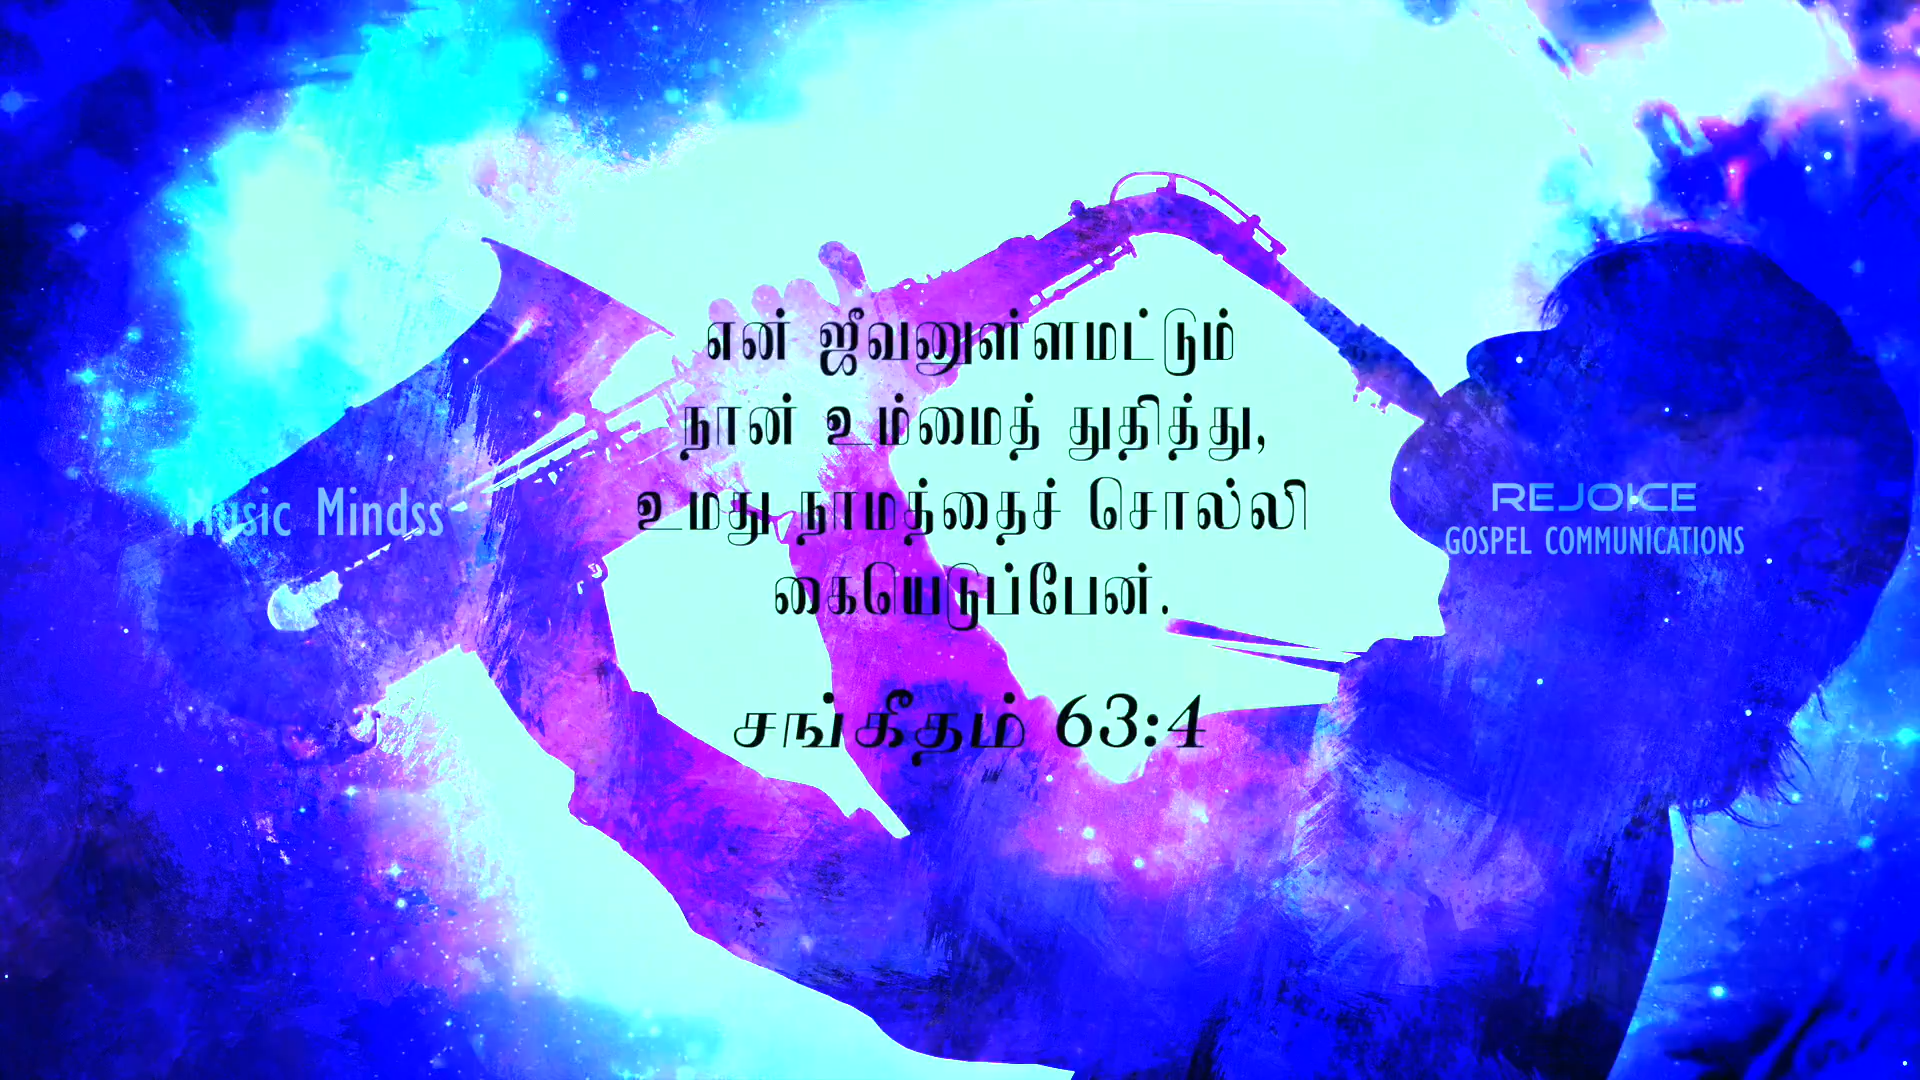 என் ஜீவனுள்ளமட்டும்
நான் உம்மைத் துதித்து,
உமது நாமத்தைச் சொல்லி
கையெடுப்பேன்.
சங்கீதம் 63:4
Music Mindss
REJOICE
GOSPEL COMMUNICATIONS